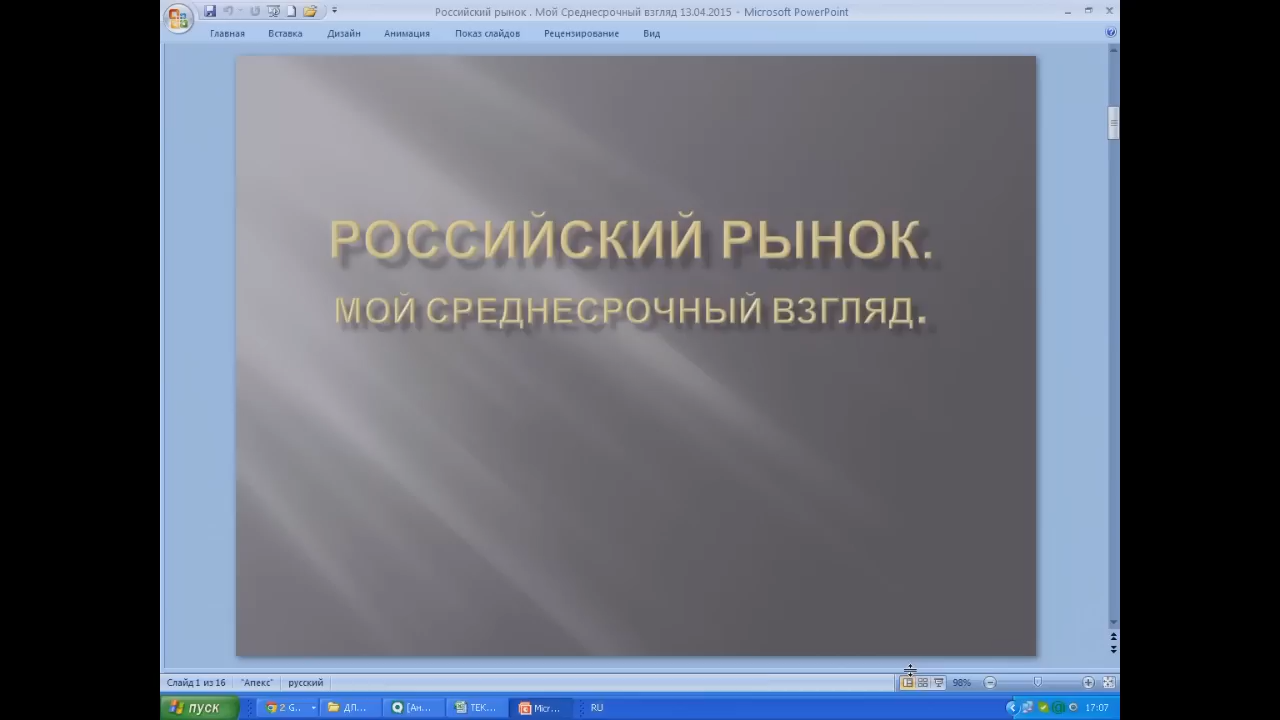 Российский рынок . Мой Среднесрочный взгляд 13.04.2015 - Microsoft PowerPoint
Главная Вставка Дизайн Анимация Показ слайдов Рецензирование Вид
РОССИЙСКИЙ РЫНОК.
МОЙ СРЕДНЕСРОЧНЫЙ ВЗГЛЯД.
Слайд 1 из 16 "Апекс" русский 98%
пуск 2 G... ДП... [Ан... ТЕК... Micr... RU 17:07